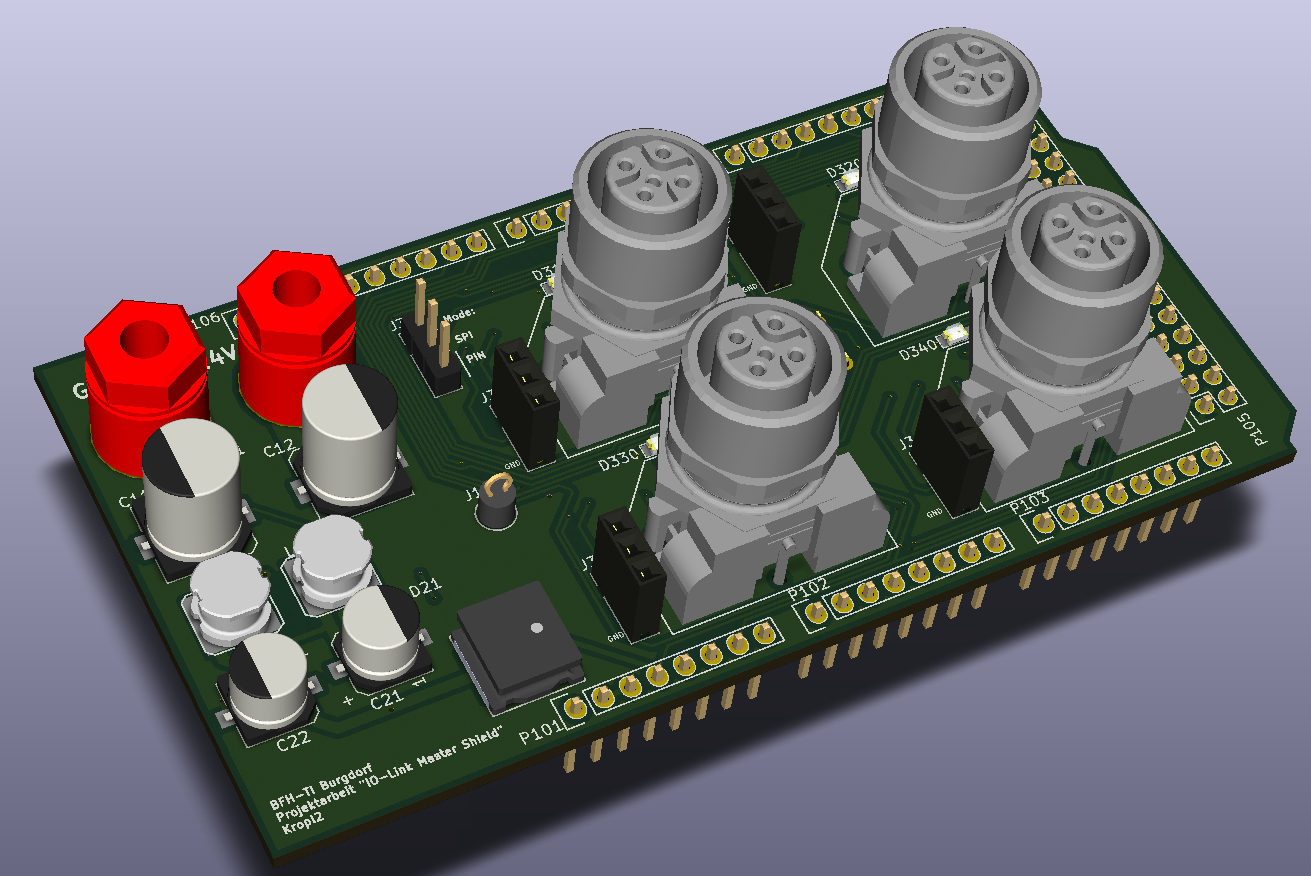 D320
Mode:
SPI
PIN
GND
D340
C12
GND
D330
P105
GND
P103
D21
P102
GND
C21
P101
C22
BFH-TI Burgdorf
Projektarbeit "IO-Link Master Shield"
Kropi2